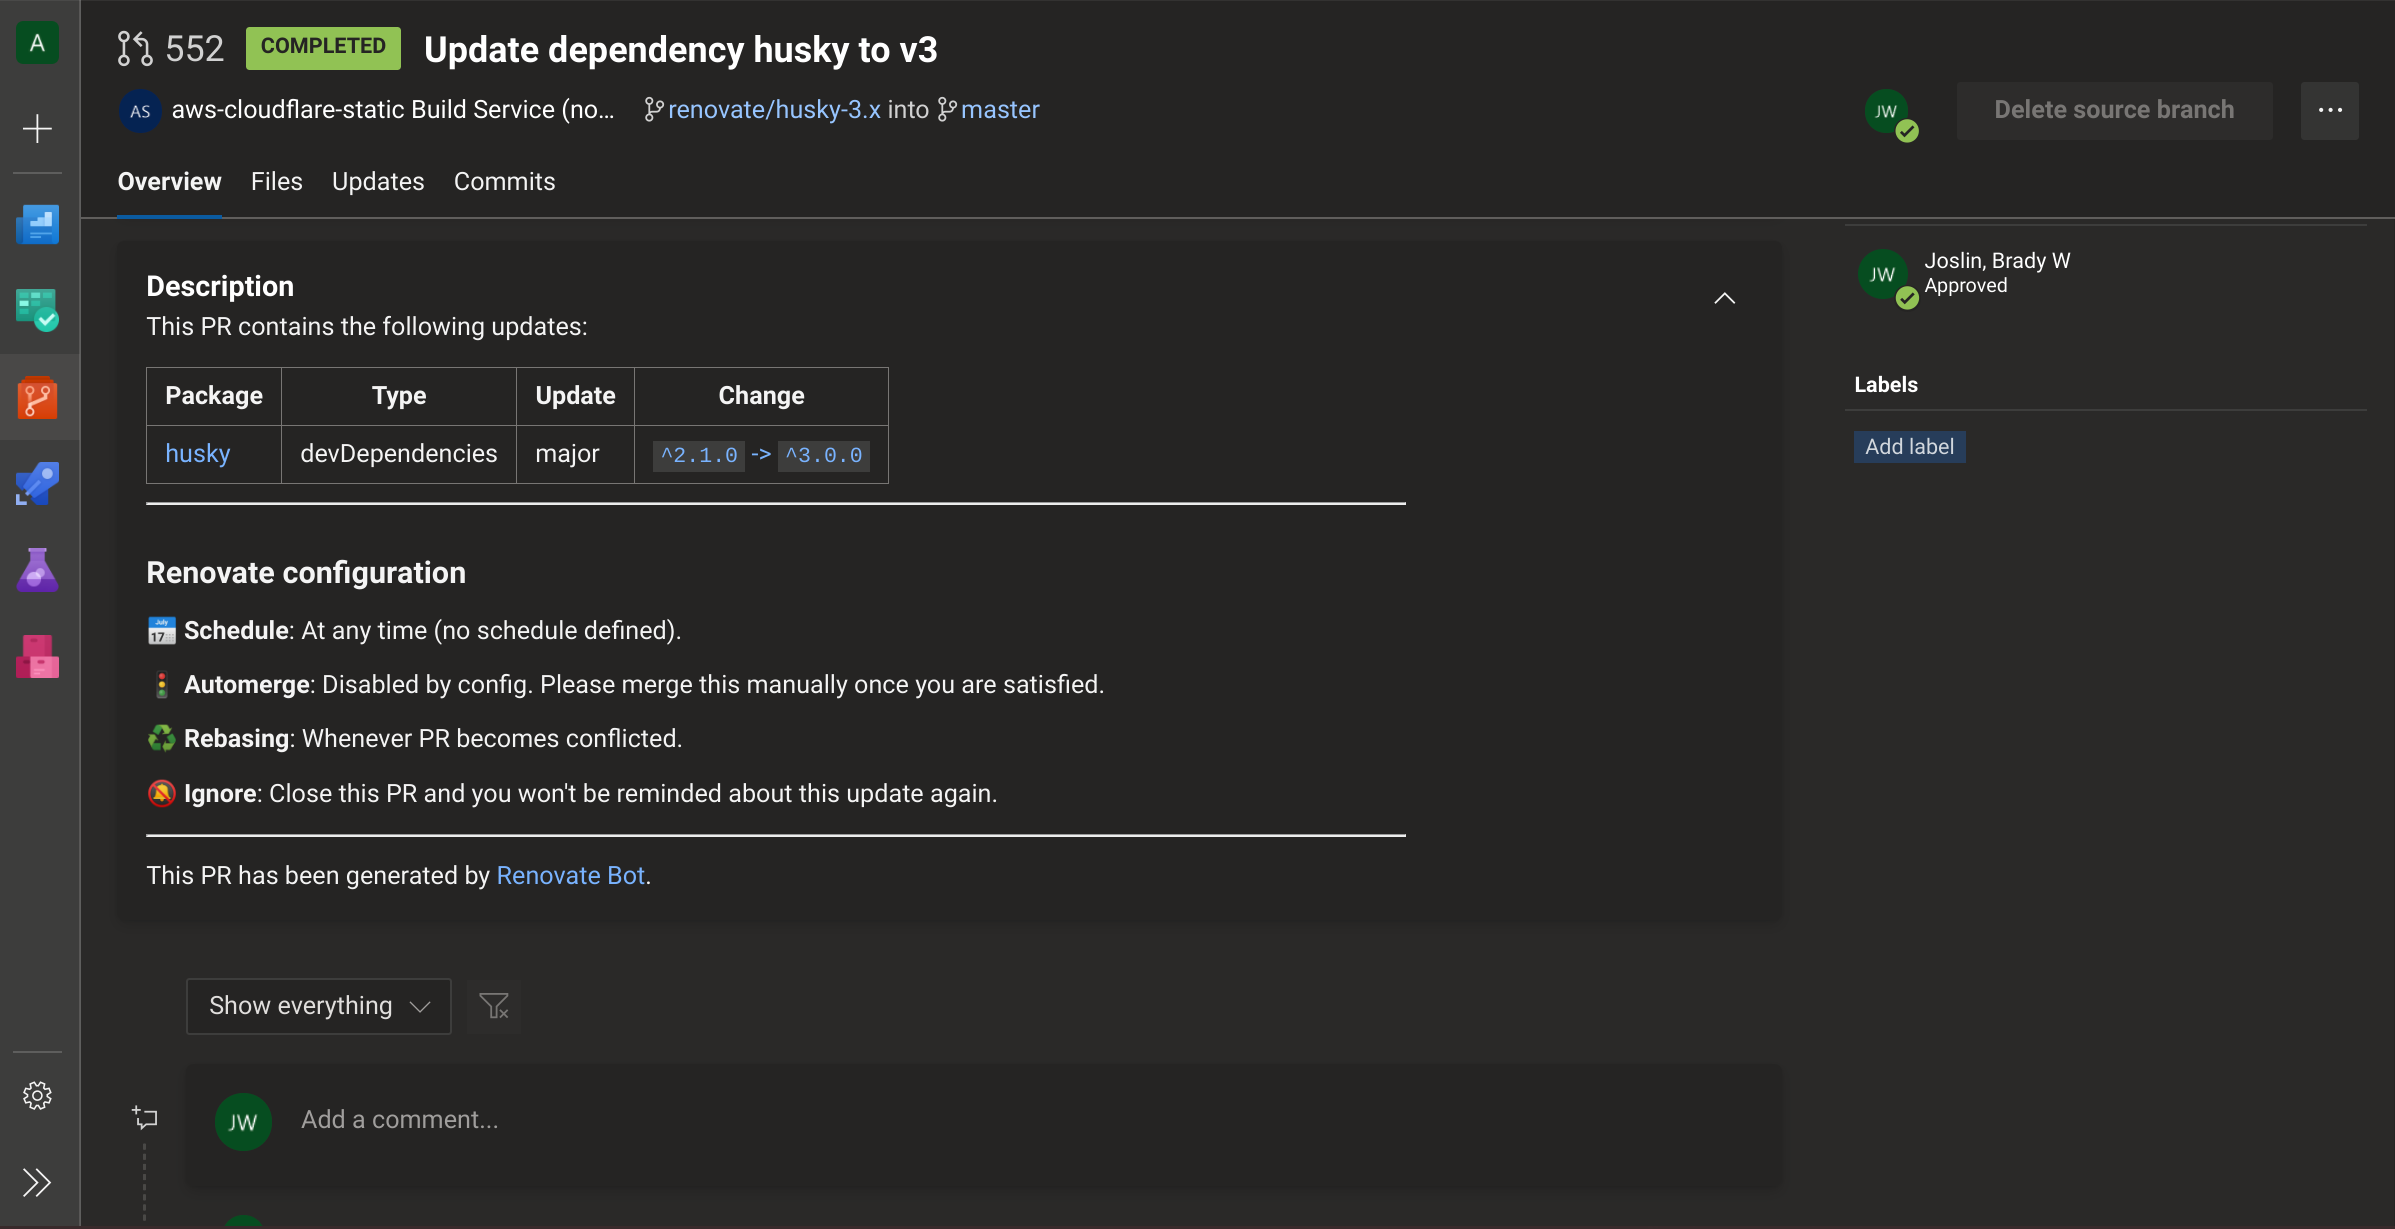 A
552 COMPLETED Update dependency husky to v3
AS aws-cloudflare-static Build Service (no... renovate/husky-3.x into master
JW Delete source branch ...
Overview Files Updates Commits
Description
This PR contains the following updates:
Package Type Update Change
husky devDependencies major ^2.1.0 -> ^3.0.0
Renovate configuration
July 17 Schedule: At any time (no schedule defined).
Automerge: Disabled by config. Please merge this manually once you are satisfied.
Rebasing: Whenever PR becomes conflicted.
Ignore: Close this PR and you won't be reminded about this update again.
This PR has been generated by Renovate Bot.
Show everything
JW Add a comment...
JW Joslin, Brady W
Approved
Labels
Add label